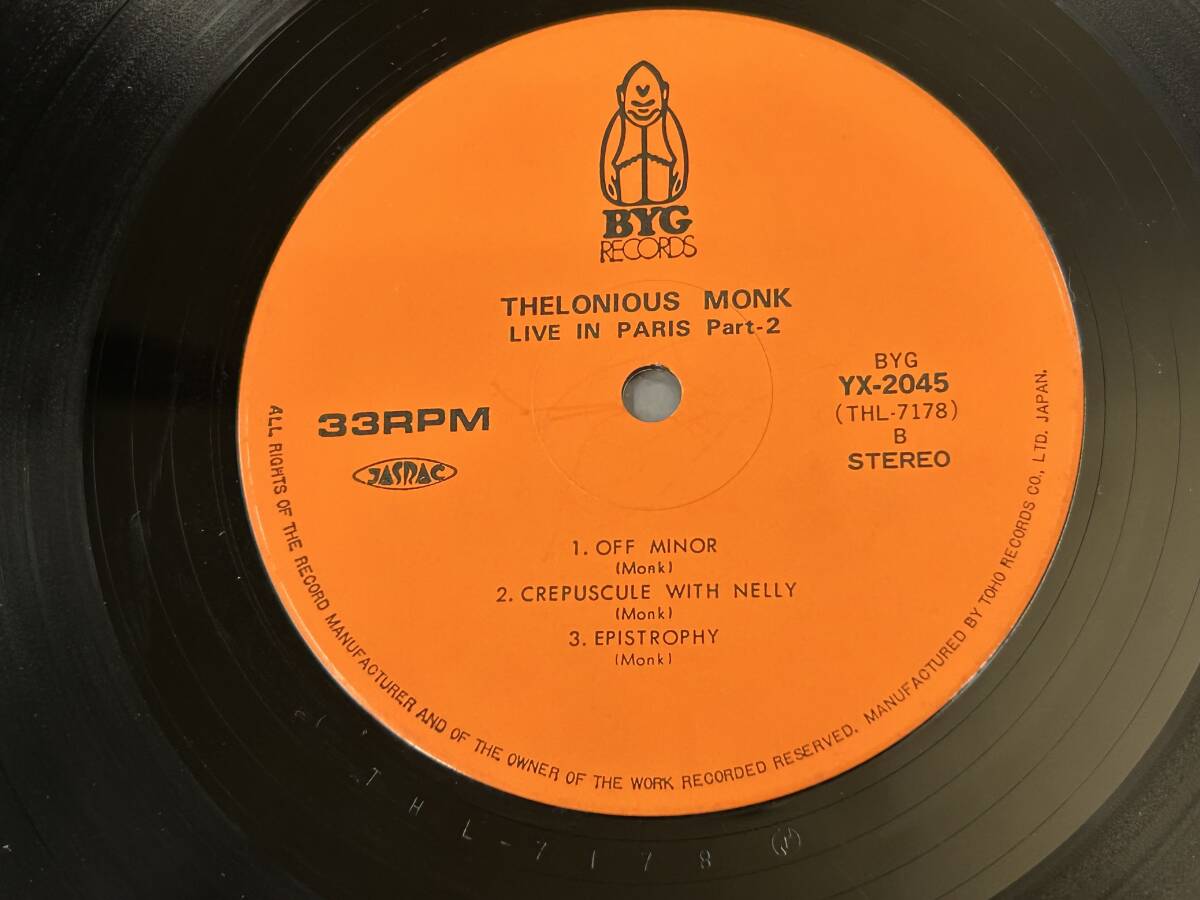 BYG
RECORDS
THELONIOUS MONK
LIVE IN PARIS Part-2
33RPM
JASRAC
BYG
YX-2045
(THL-7178)
B
STEREO
1. OFF MINOR
(Monk)
2. CREPUSCULE WITH NELLY
(Monk)
3. EPISTROPHY
(Monk)
ALL RIGHTS OF THE RECORD MANUFACTURER AND OF THE OWNER OF THE WORK RECORDED RESERVED. MANUFACTURED BY TOHO RECORDS CO., LTD. JAPAN.
THL-7178